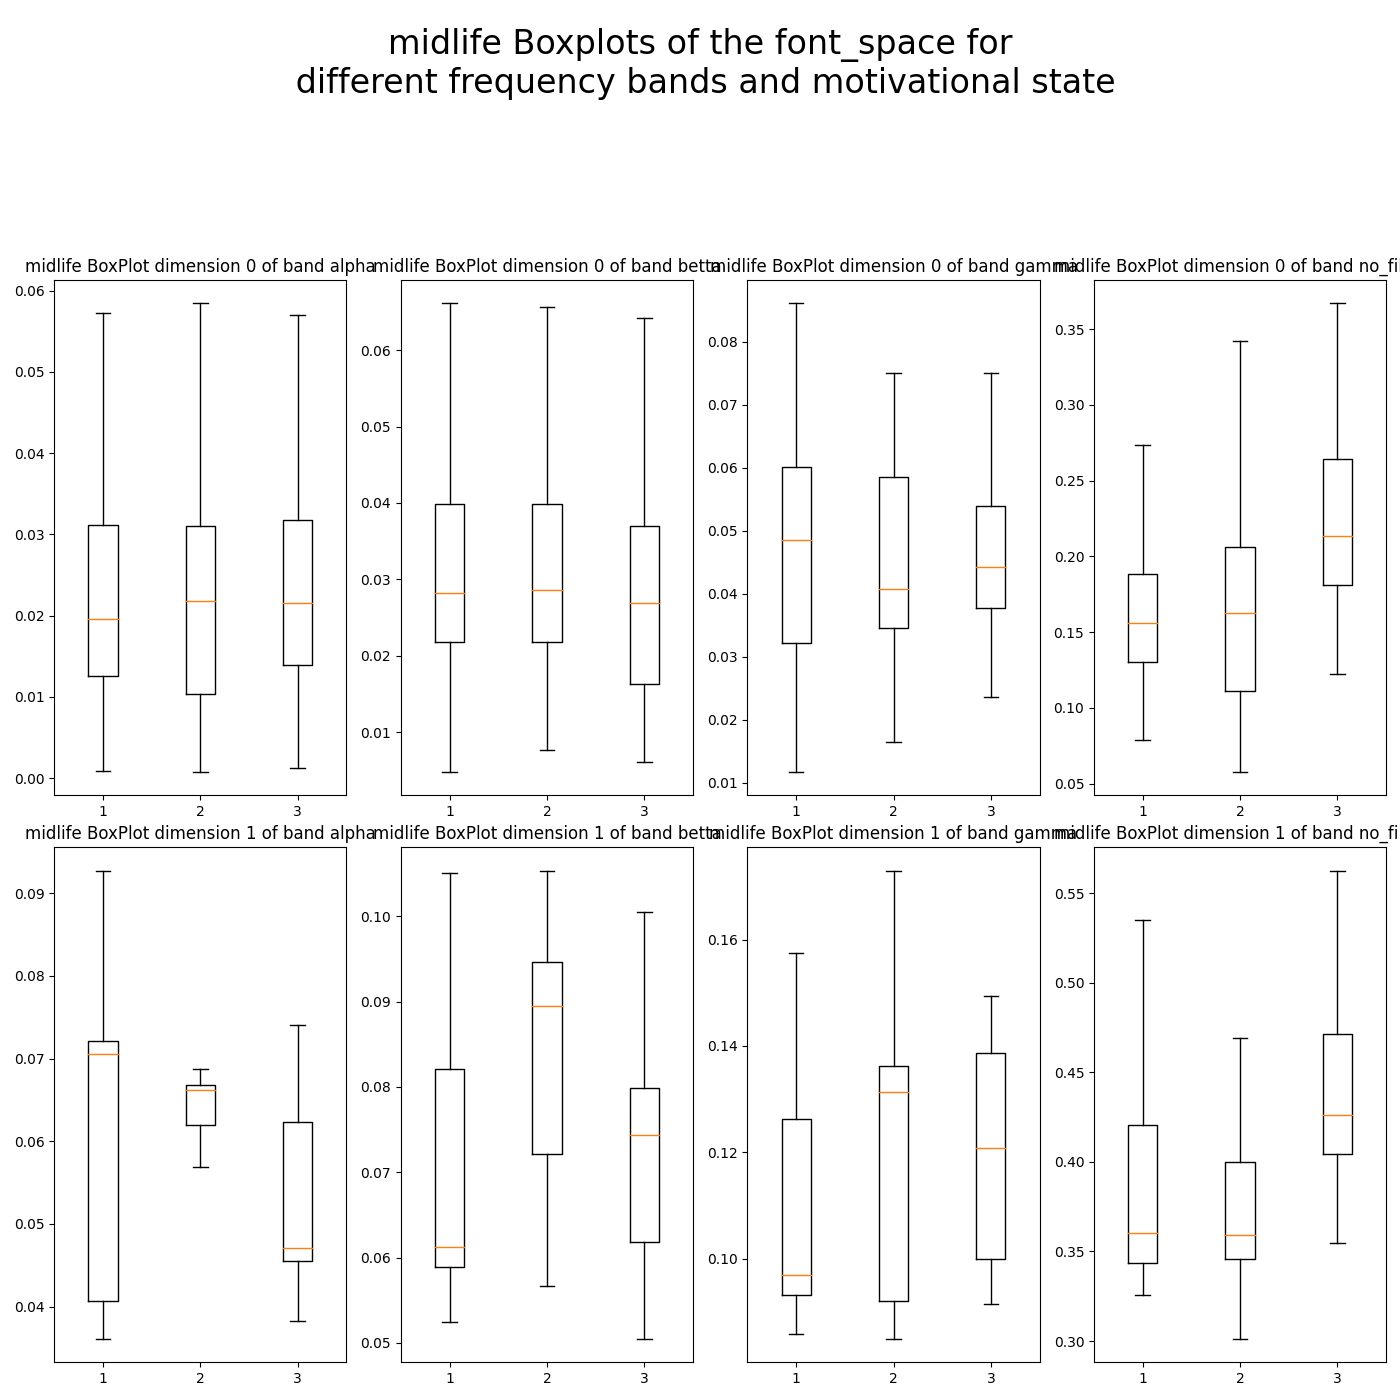 midlife Boxplots of the font_space for
different frequency bands and motivational state
midlife BoxPlot dimension 0 of band alpha
0.06
0.05
0.04
0.03
0.02
0.01
0.00
1 2 3
midlife BoxPlot dimension 0 of band betta
0.06
0.05
0.04
0.03
0.02
0.01
1 2 3
midlife BoxPlot dimension 0 of band gamma
0.08
0.07
0.06
0.05
0.04
0.03
0.02
0.01
1 2 3
midlife BoxPlot dimension 0 of band no_fi
0.35
0.30
0.25
0.20
0.15
0.10
0.05
1 2 3
midlife BoxPlot dimension 1 of band alpha
0.09
0.08
0.07
0.06
0.05
0.04
1 2 3
midlife BoxPlot dimension 1 of band betta
0.10
0.09
0.08
0.07
0.06
0.05
1 2 3
midlife BoxPlot dimension 1 of band gamma
0.16
0.14
0.12
0.10
1 2 3
midlife BoxPlot dimension 1 of band no_fi
0.55
0.50
0.45
0.40
0.35
0.30
1 2 3